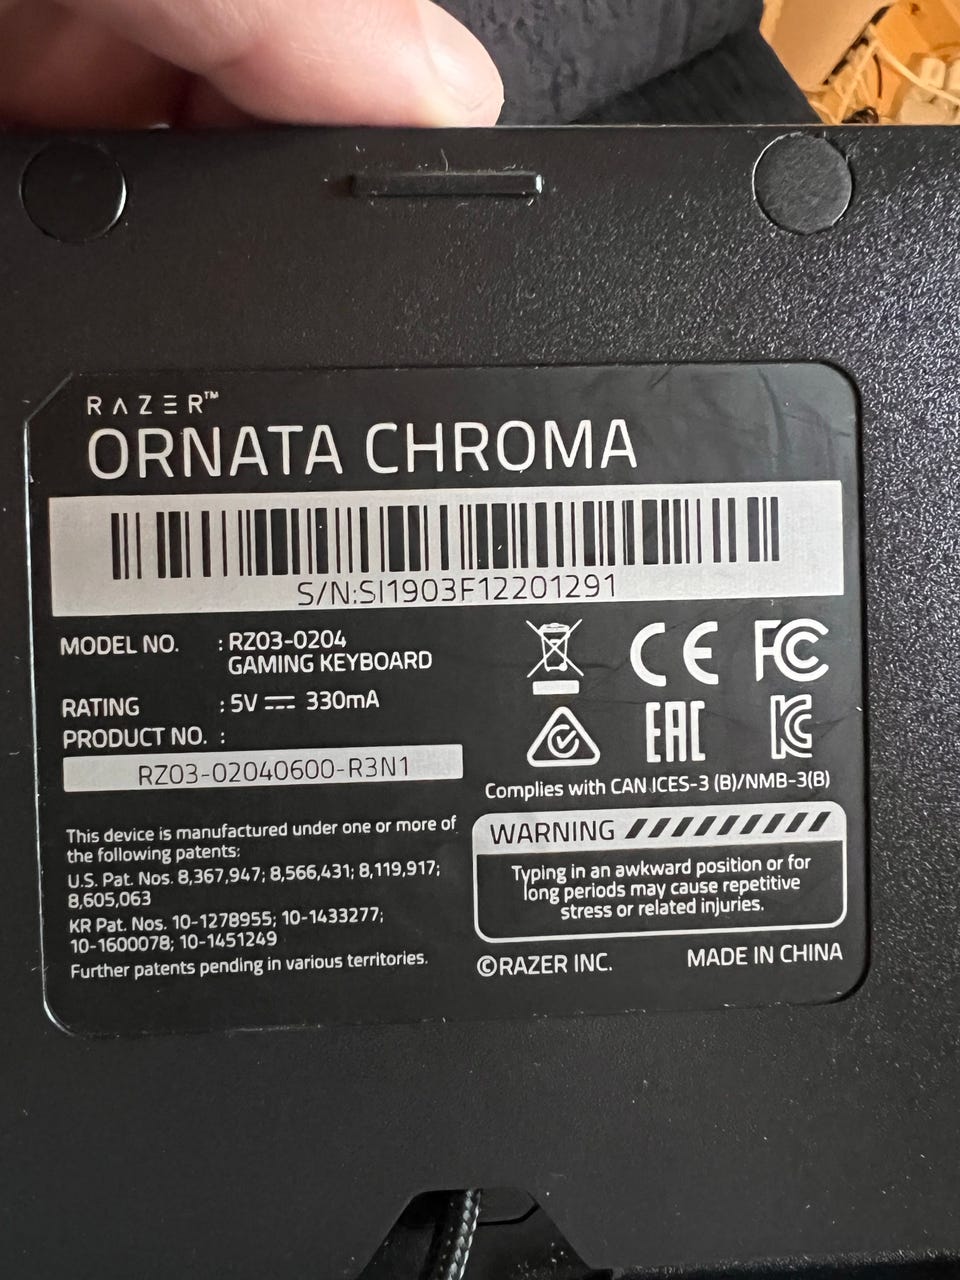 RAZER™
ORNATA CHROMA
S/N:SI1903F12201291
MODEL NO. : RZ03-0204
GAMING KEYBOARD
RATING : 5V ⎓ 330mA
PRODUCT NO. :
RZ03-02040600-R3N1
This device is manufactured under one or more of
the following patents:
U.S. Pat. Nos. 8,367,947; 8,566,431; 8,119,917;
8,605,063
KR Pat. Nos. 10-1278955; 10-1433277;
10-1600078; 10-1451249
Further patents pending in various territories.
CE FC
EAC KC
Complies with CAN ICES-3 (B)/NMB-3(B)
WARNING
Typing in an awkward position or for
long periods may cause repetitive
stress or related injuries.
©RAZER INC. MADE IN CHINA